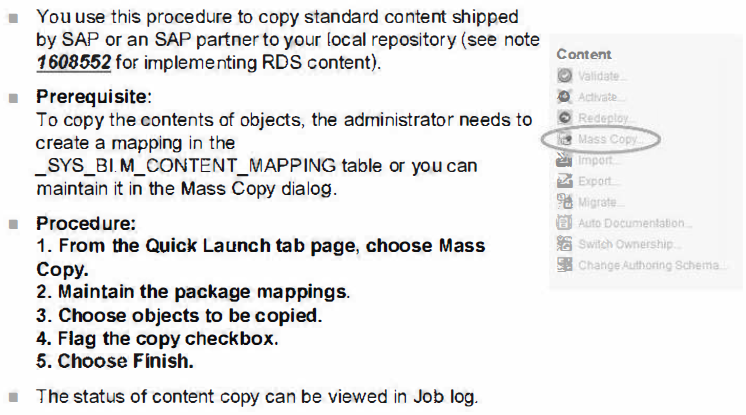 You use this procedure to copy standard content shipped
by SAP or an SAP partner to your local repository (see note
1608552 for implementing RDS content).
Prerequisite:
To copy the contents of objects, the administrator needs to
create a mapping in the
_SYS_BI.M_CONTENT_MAPPING table or you can
maintain it in the Mass Copy dialog.
Procedure:
1. From the Quick Launch tab page, choose Mass
Copy.
2. Maintain the package mappings.
3. Choose objects to be copied.
4. Flag the copy checkbox.
5. Choose Finish.
The status of content copy can be viewed in Job log.
Content
Validate...
Activate...
Redeploy...
Mass Copy...
Import...
Export...
Migrate...
Auto Documentation...
Switch Ownership...
Change Authoring Schema...